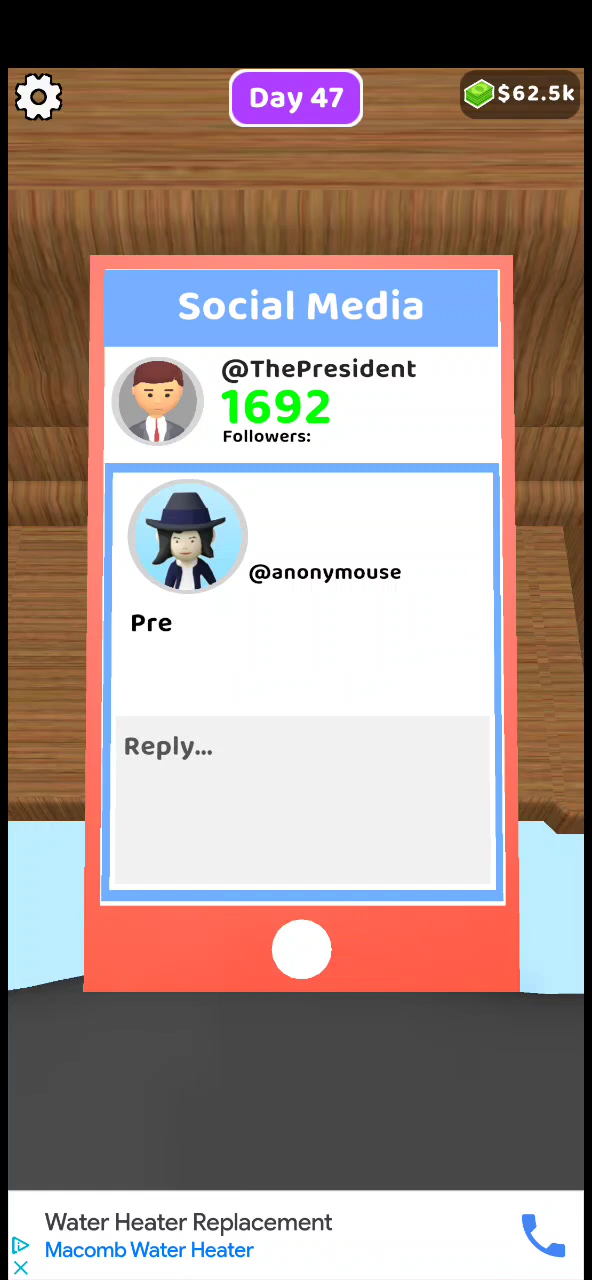 Day 47
$62.5k
Social Media
@ThePresident
1692
Followers:
@anonymouse
Pre
Reply...
Water Heater Replacement
Macomb Water Heater